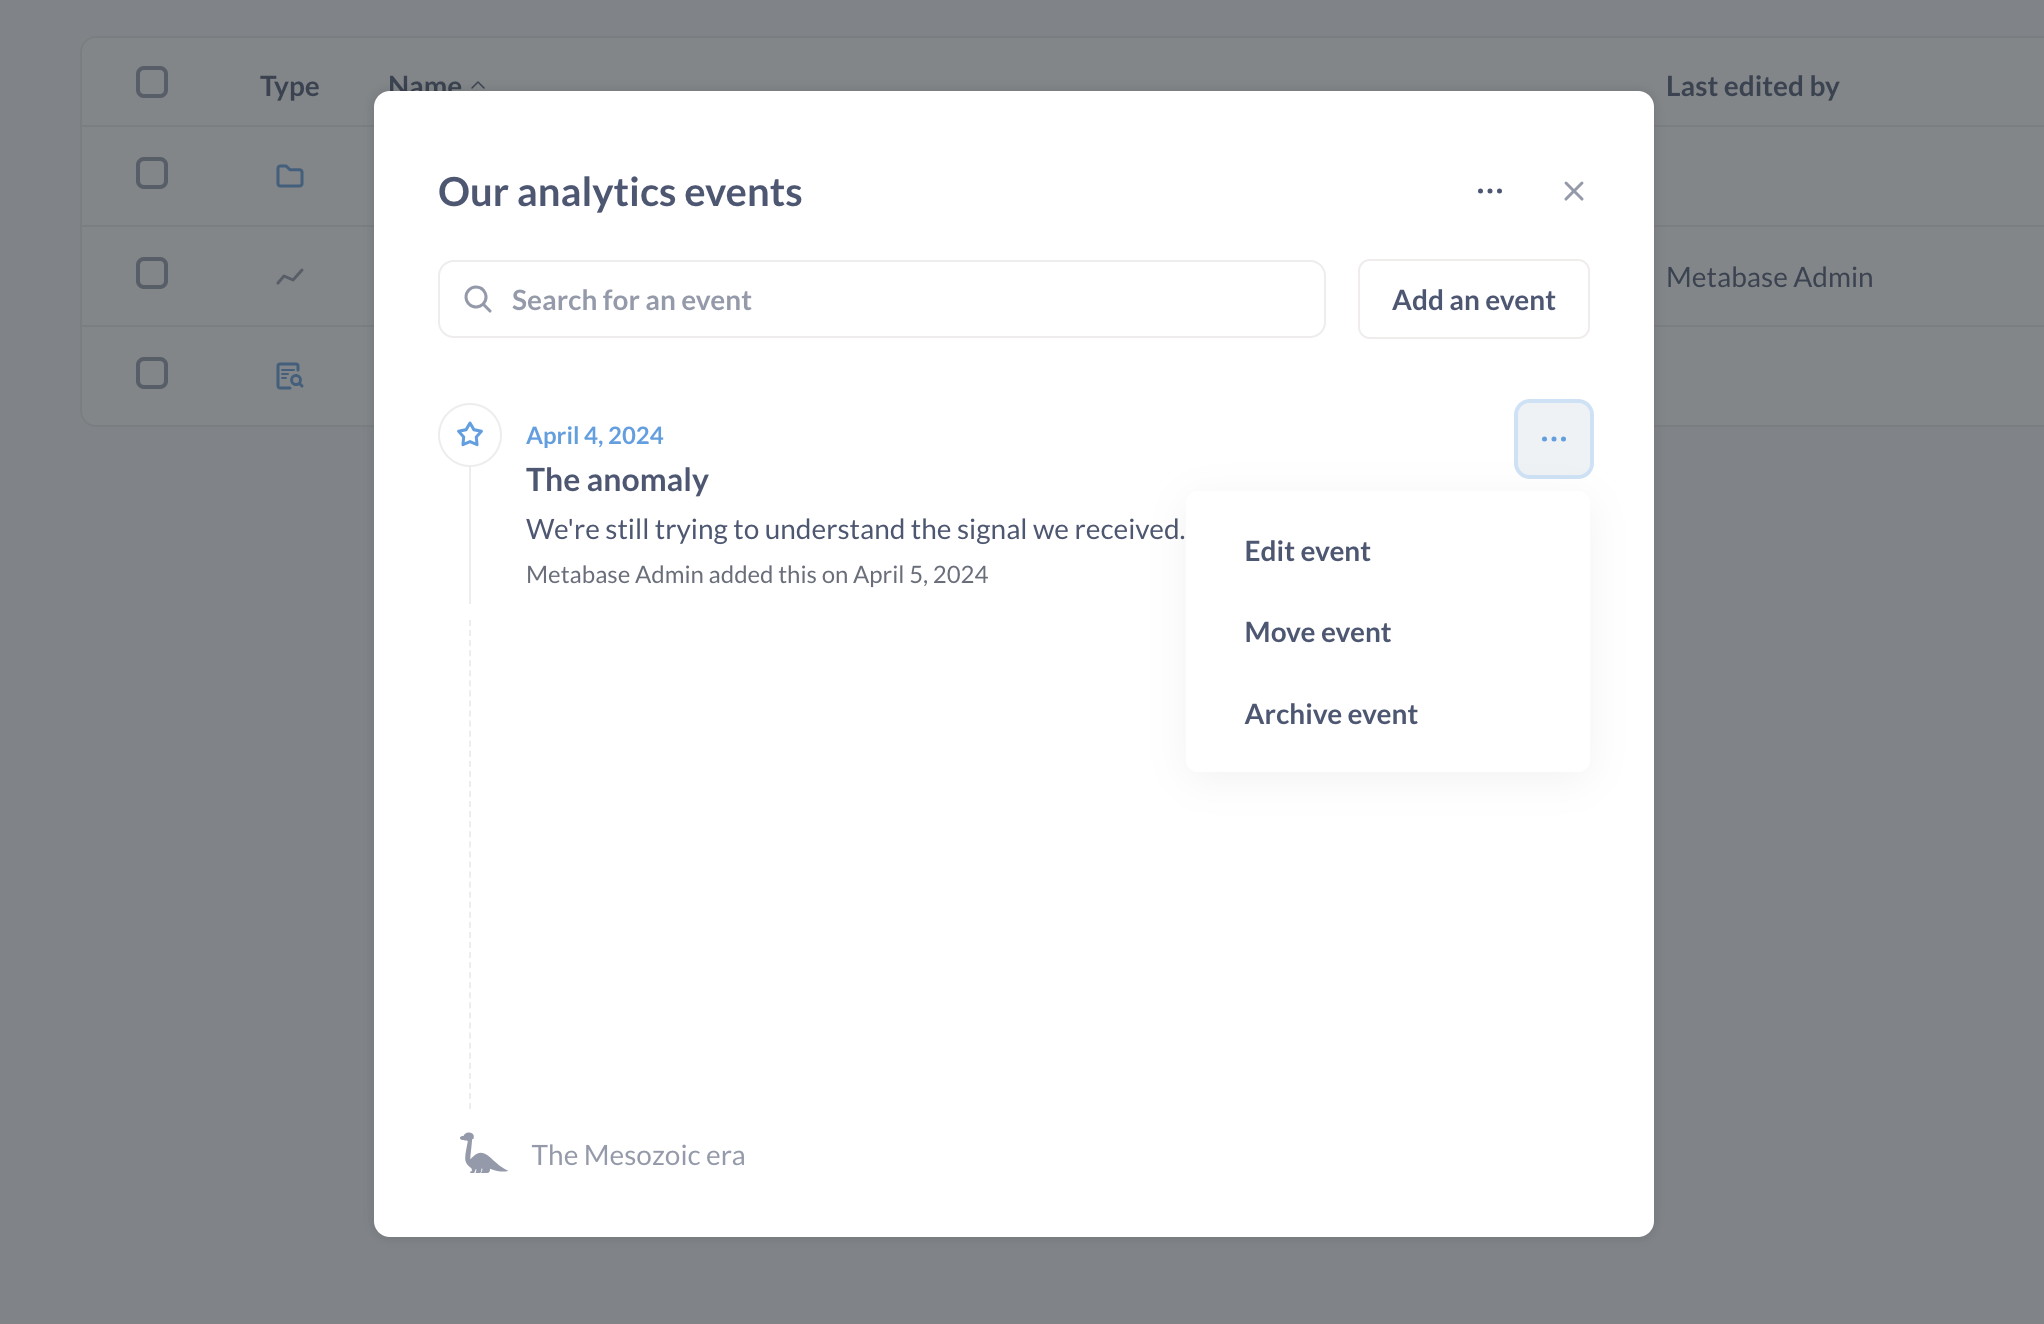 Type Name Last edited by
Our analytics events
Search for an event
Add an event
Metabase Admin
April 4, 2024
The anomaly
We're still trying to understand the signal we received.
Metabase Admin added this on April 5, 2024
Edit event
Move event
Archive event
The Mesozoic era